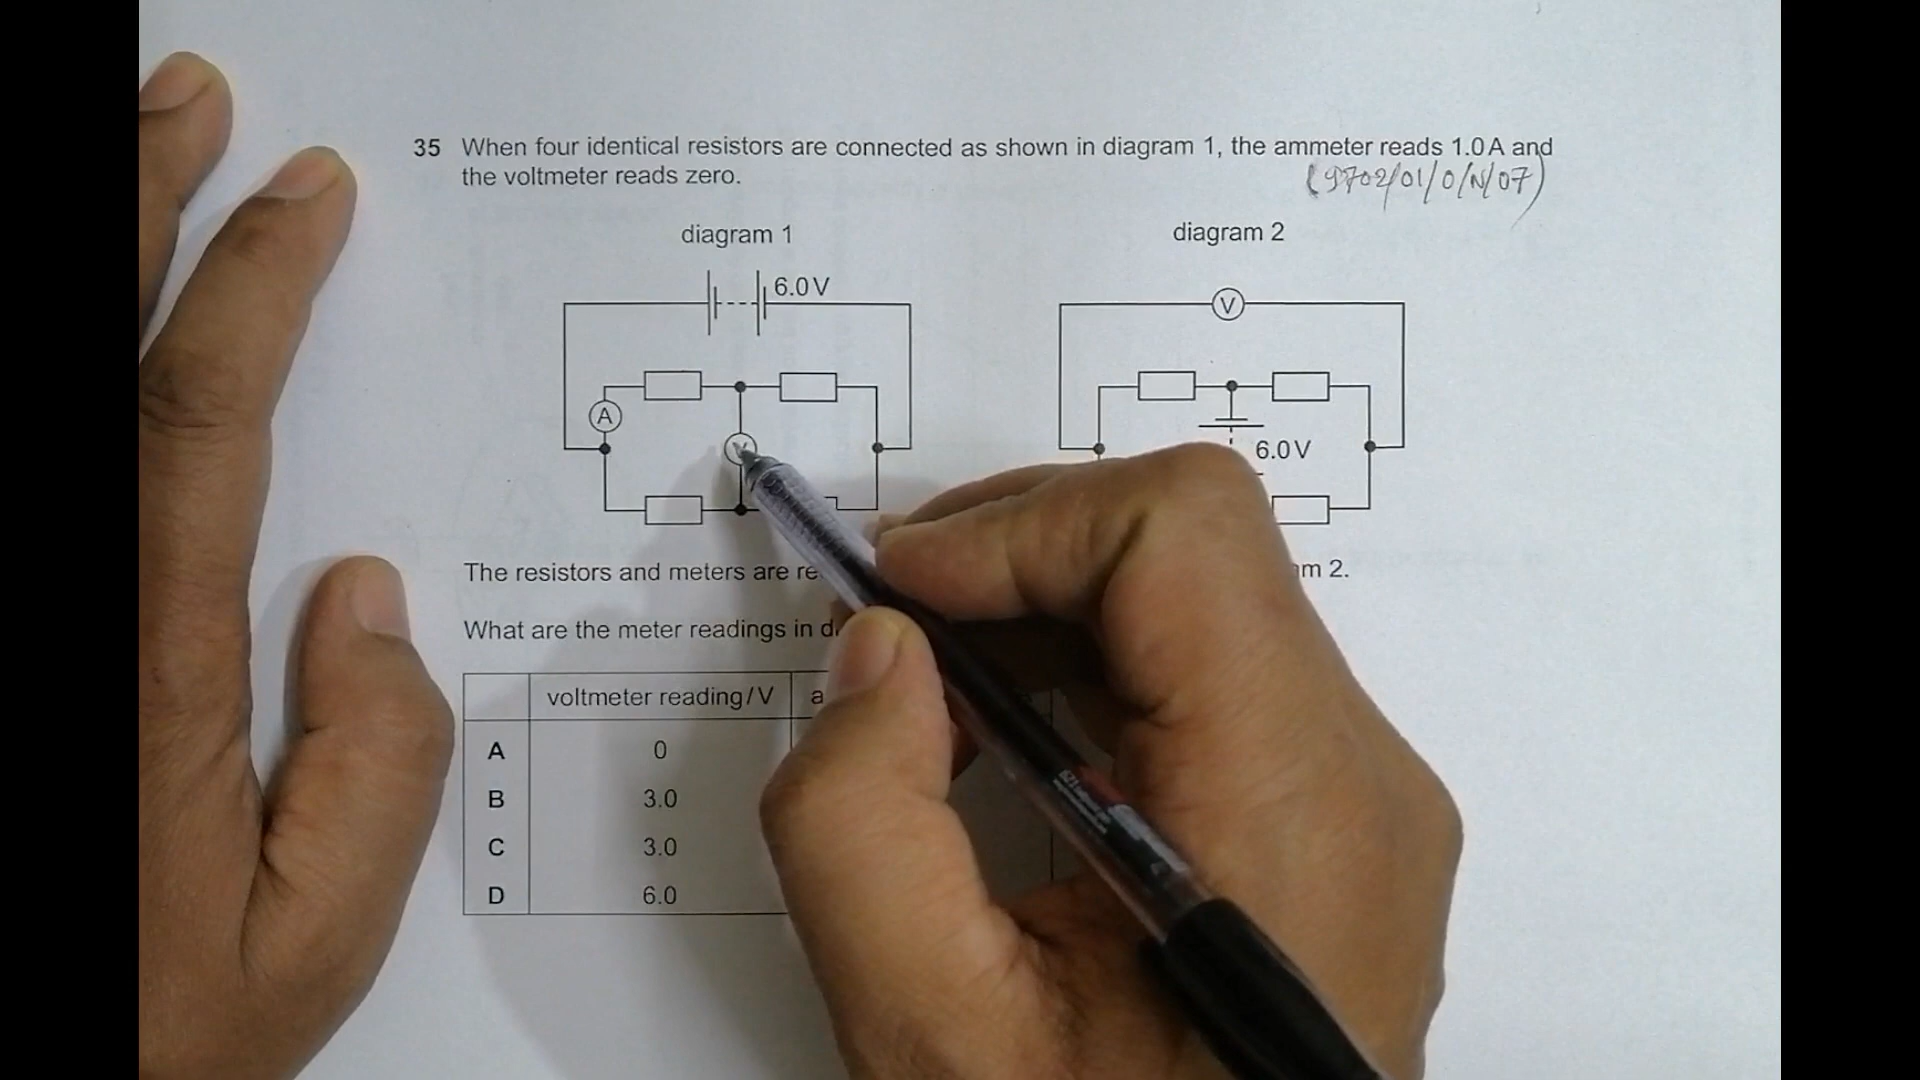 35 When four identical resistors are connected as shown in diagram 1, the ammeter reads 1.0 A and
the voltmeter reads zero.
(9702/01/O/N/07)
diagram 1
diagram 2
6.0 V
V
A
V
6.0 V
The resistors and meters are re
m 2.
What are the meter readings in d
voltmeter reading/V a
A 0
B 3.0
C 3.0
D 6.0